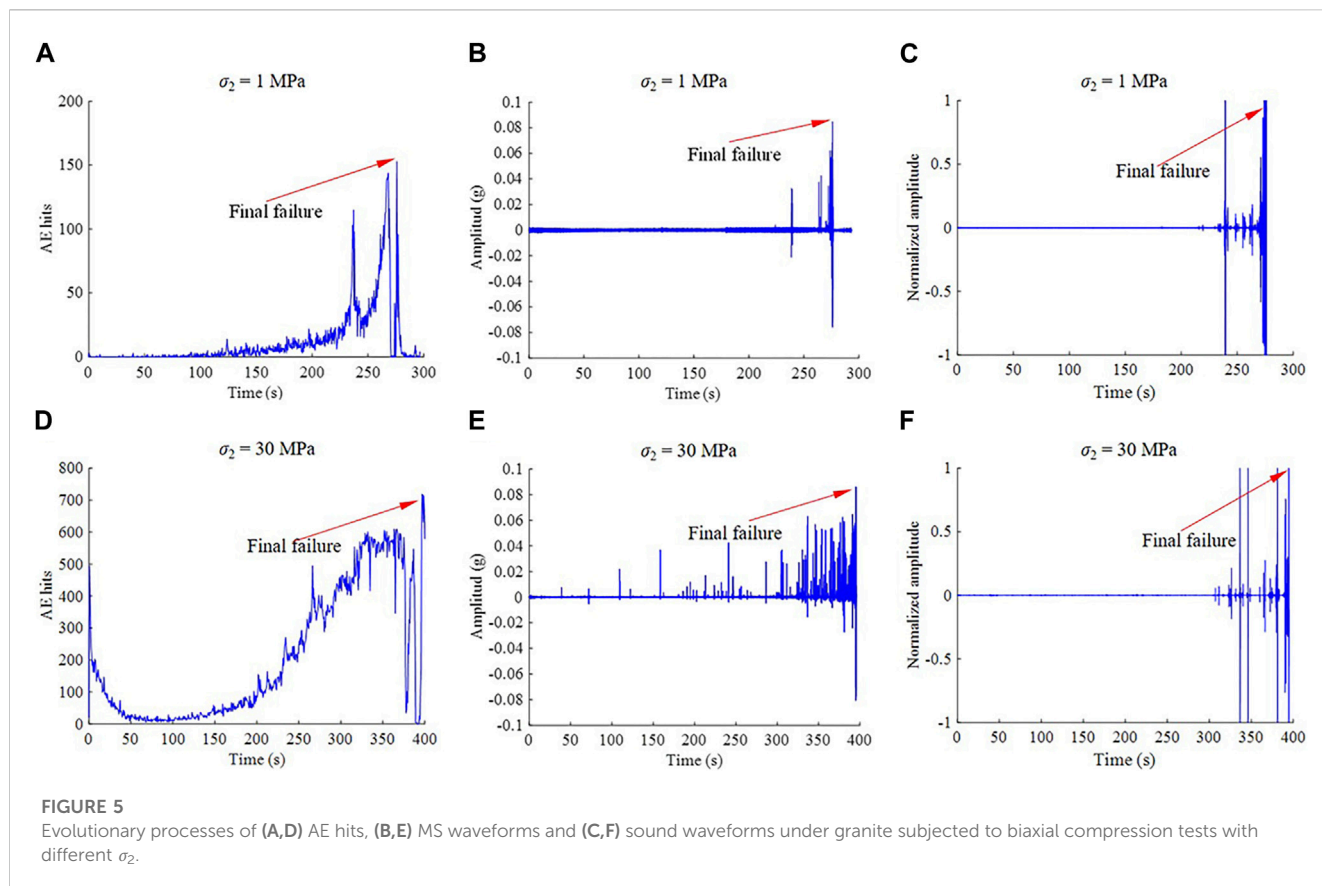 A
σ2 = 1 MPa
200
150
100
50
0
AE hits
Final failure
0 50 100 150 200 250 300
Time (s)
B
σ2 = 1 MPa
0.1
0.08
0.06
0.04
0.02
0
-0.02
-0.04
-0.06
-0.08
-0.1
Amplitud (g)
Final failure
0 50 100 150 200 250 300
Time (s)
C
σ2 = 1 MPa
1
0.5
0
-0.5
-1
Normalized amplitude
Final failure
0 50 100 150 200 250 300
Time (s)
D
σ2 = 30 MPa
800
700
600
500
400
300
200
100
0
AE hits
Final failure
0 50 100 150 200 250 300 350 400
Time (s)
E
σ2 = 30 MPa
0.1
0.08
0.06
0.04
0.02
0
-0.02
-0.04
-0.06
-0.08
-0.1
Amplitud (g)
Final failure
0 50 100 150 200 250 300 350 400
Time (s)
F
σ2 = 30 MPa
1
0.5
0
-0.5
-1
Normalized amplitude
Final failure
0 50 100 150 200 250 300 350 400
Time (s)
FIGURE 5
Evolutionary processes of (A,D) AE hits, (B,E) MS waveforms and (C,F) sound waveforms under granite subjected to biaxial compression tests with
different σ2.